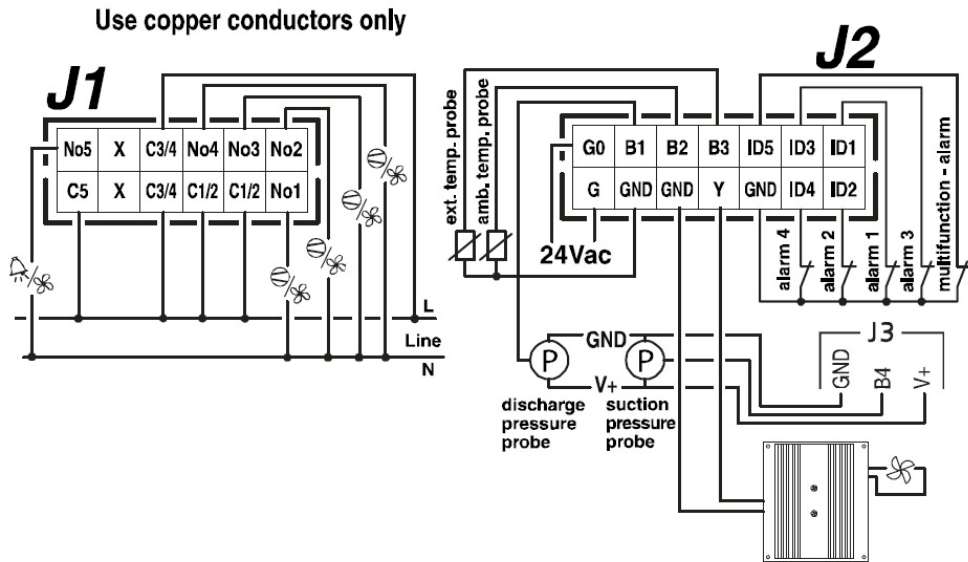 Use copper conductors only
J1
No5 X C3/4 No4 No3 No2
C5 X C3/4 C1/2 C1/2 No1
L
Line
N
J2
ext. temp. probe
amb. temp. probe
G0 B1 B2 B3 ID5 ID3 ID1
G GND GND Y GND ID4 ID2
24Vac
alarm 4
alarm 2
alarm 1
alarm 3
multifunction - alarm
P
GND
P
V+
discharge
pressure
probe
suction
pressure
probe
J3
GND
B4
V+